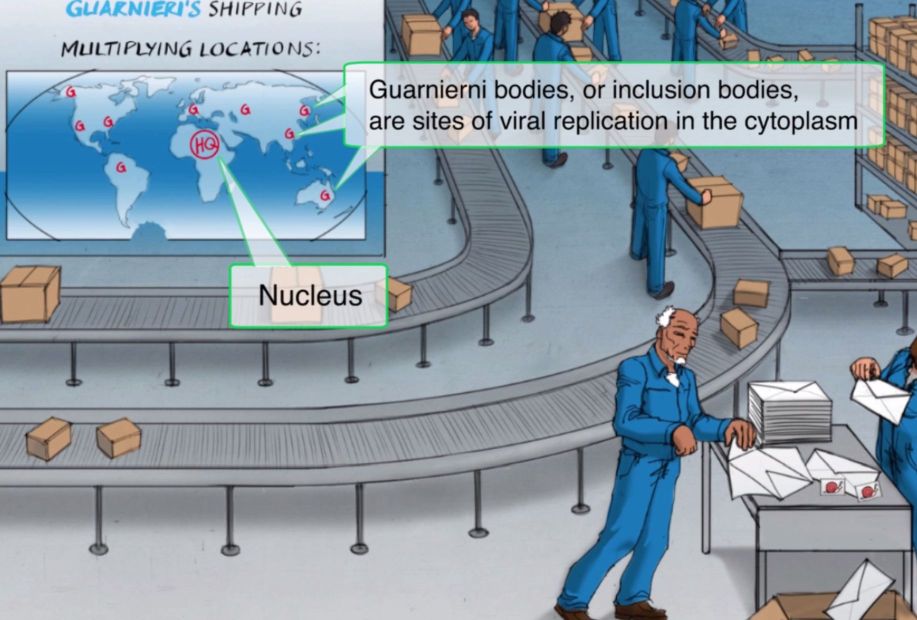 GUARNIERI'S SHIPPING
MULTIPLYING LOCATIONS:
G
G
G
G
G
G
G
G
G
HQ
Guarnierni bodies, or inclusion bodies,
are sites of viral replication in the cytoplasm
Nucleus